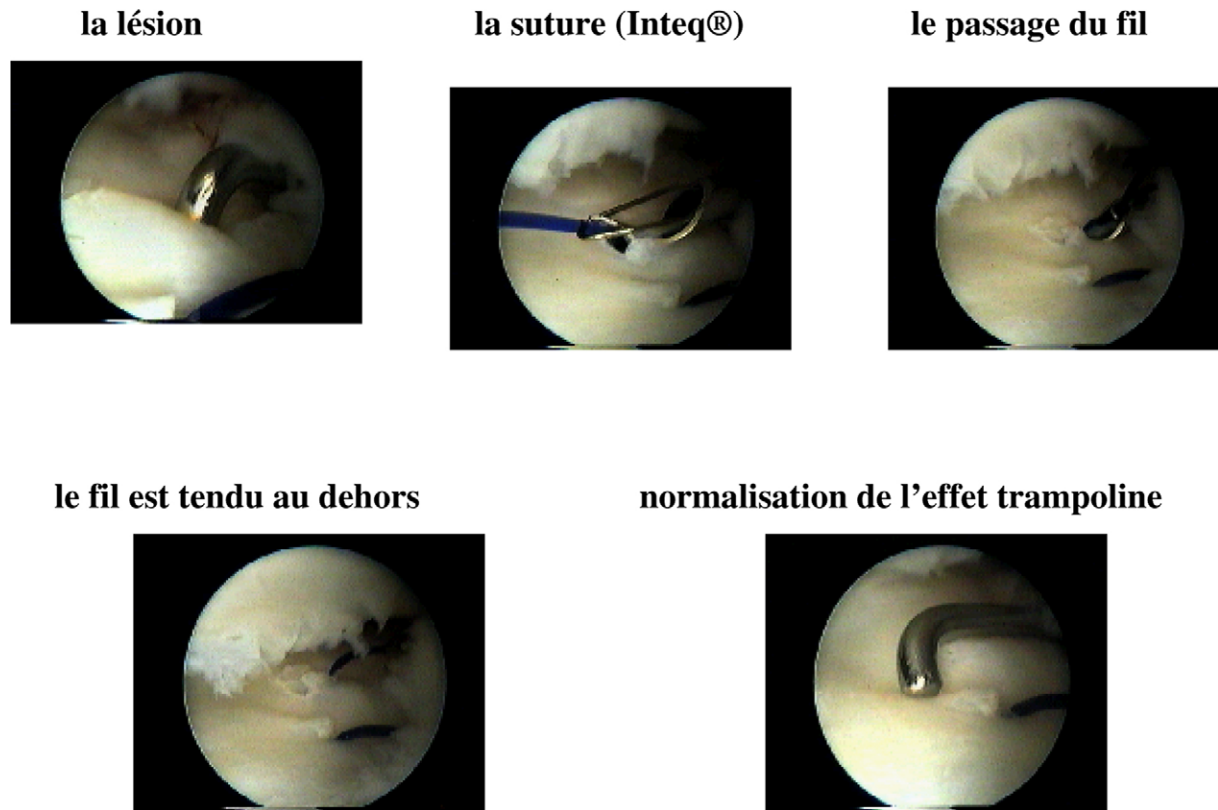 la lésion
la suture (Inteq®)
le passage du fil
le fil est tendu au dehors
normalisation de l’effet trampoline